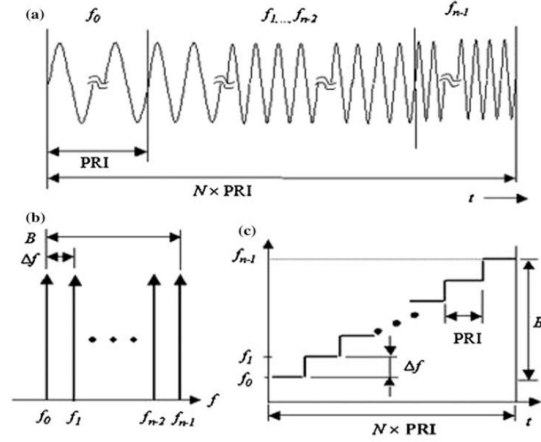 (a)
f0 f1,...,fn-2 fn-1
PRI
N × PRI t
(b)
B
Δf
f0 f1 fn-2 fn-1 f
(c)
fn-1
f1
f0
Δf
PRI
B
N × PRI t